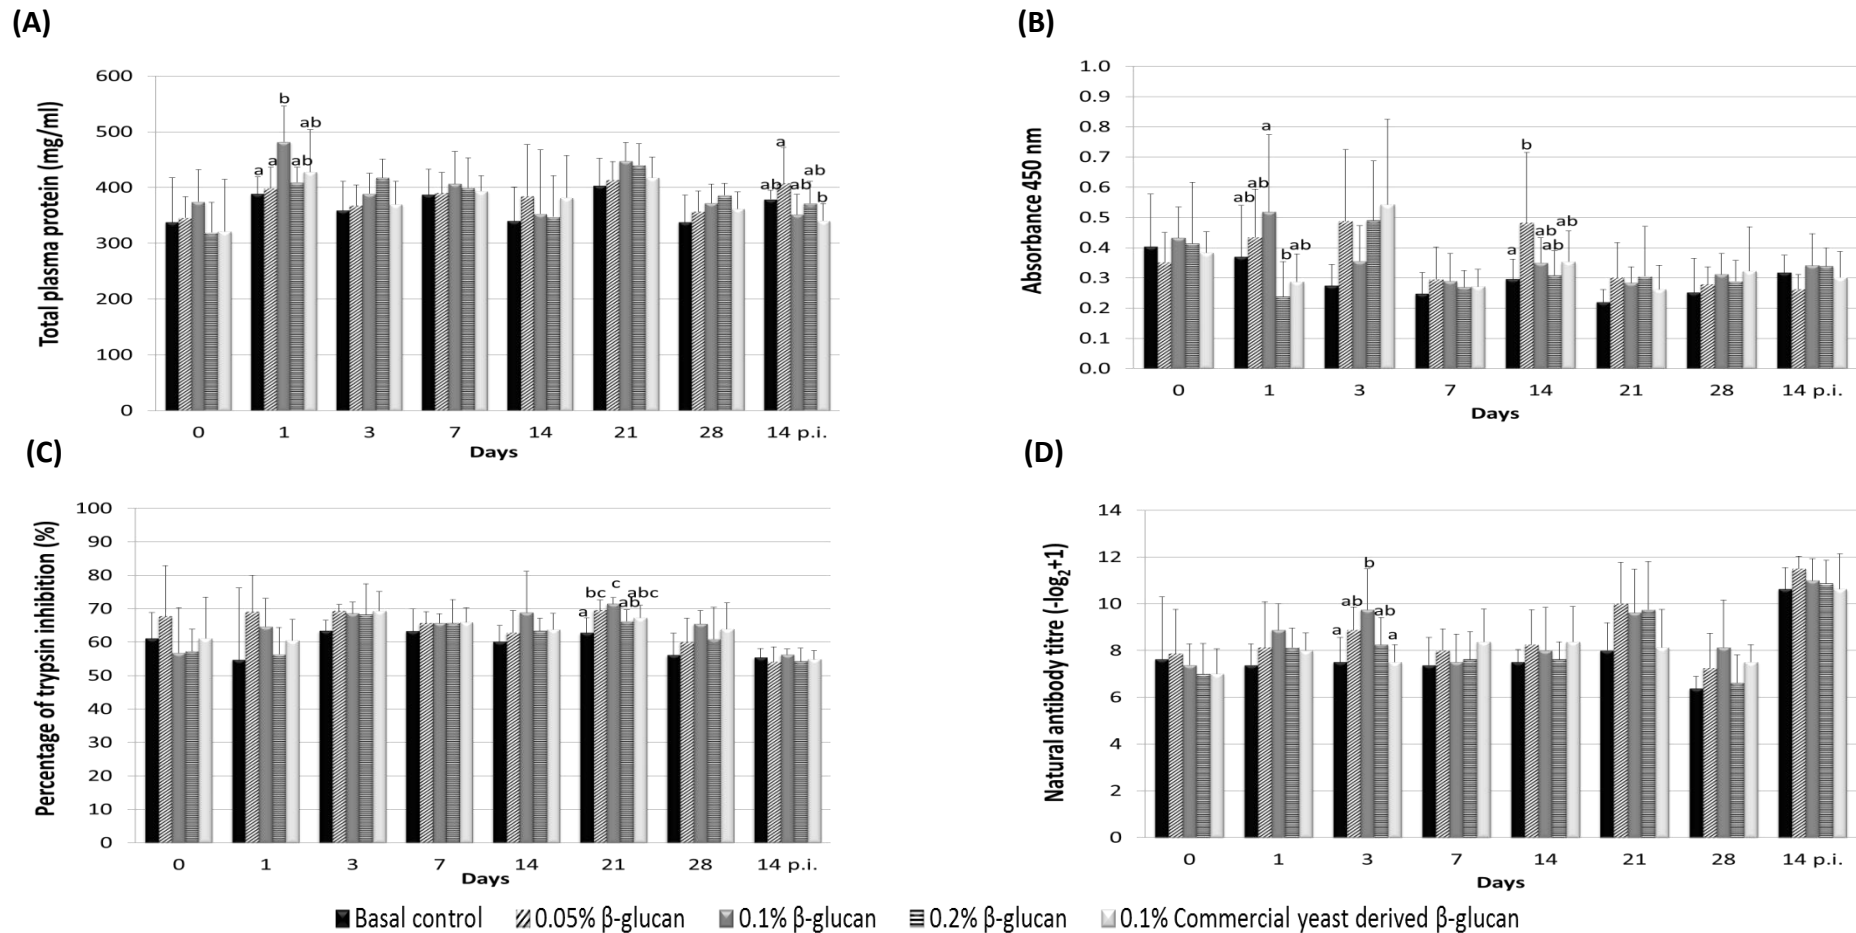 (A)
Total plasma protein (mg/ml)
600
500
400
300
200
100
0
a a b ab ab
a
ab ab ab b
0 1 3 7 14 21 28 14 p.i.
Days
(B)
Absorbance 450 nm
1.0
0.9
0.8
0.7
0.6
0.5
0.4
0.3
0.2
0.1
0.0
ab ab a b ab
a b ab ab ab
0 1 3 7 14 21 28 14 p.i.
Days
(C)
Percentage of trypsin inhibition (%)
100
90
80
70
60
50
40
30
20
10
0
a bc c ab abc
0 1 3 7 14 21 28 14 p.i.
Days
(D)
Natural antibody titre (-log2+1)
14
12
10
8
6
4
2
0
a ab b ab a
0 1 3 7 14 21 28 14 p.i.
Days
Basal control 0.05% β-glucan 0.1% β-glucan 0.2% β-glucan 0.1% Commercial yeast derived β-glucan